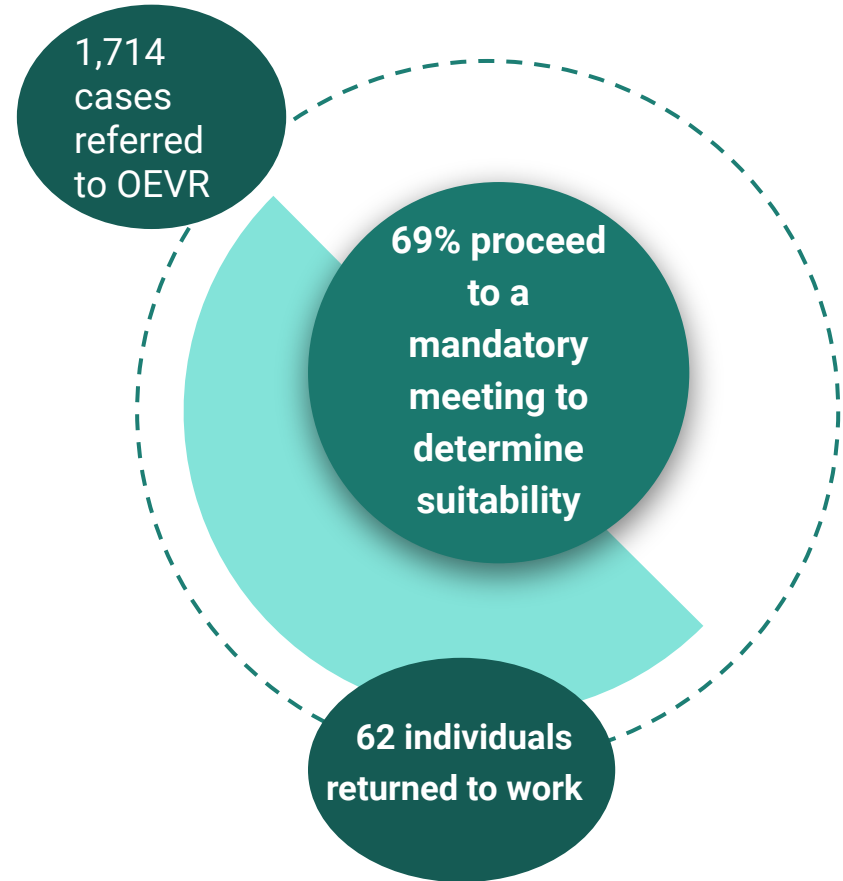 1,714
cases
referred
to OEVR
69% proceed
to a
mandatory
meeting to
determine
suitability
62 individuals
returned to work